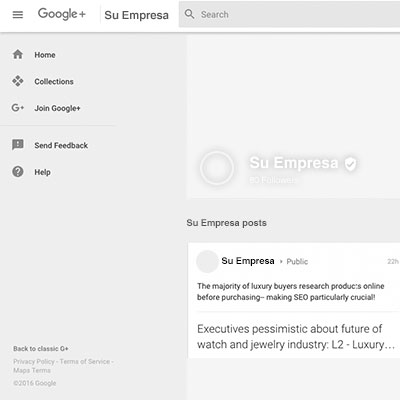 Google+ Su Empresa Search
Home
Collections
Join Google+
Send Feedback
Help
Su Empresa
Followers
Su Empresa posts
Su Empresa Public 22h
The majority of luxury buyers research products online
before purchasing-- making SEO particularly crucial!
Executives pessimistic about future of
watch and jewelry industry: L2 - Luxury…
Back to classic G+
Privacy Policy - Terms of Service -
Maps Terms
©2016 Google